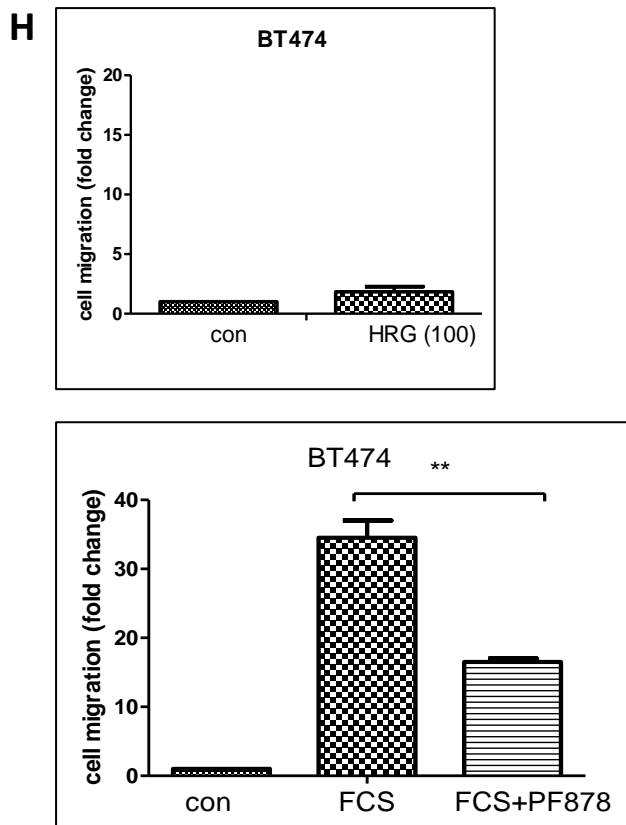 H
BT474
cell migration (fold change)
20
15
10
5
0
con HRG (100)
BT474
**
cell migration (fold change)
40
30
20
10
0
con FCS FCS+PF878